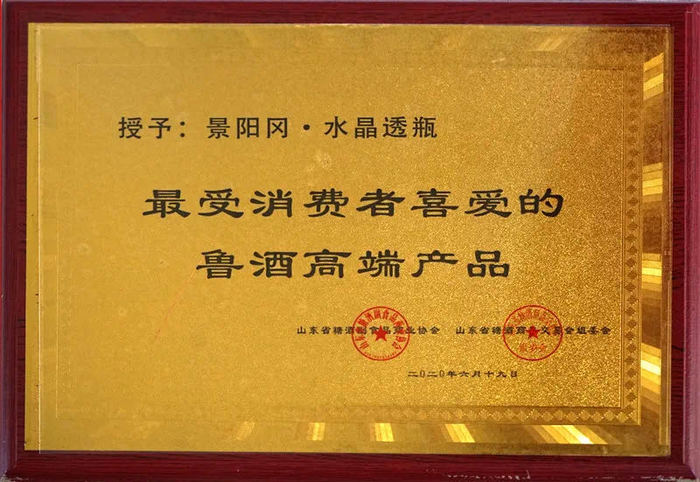 授予：景阳冈·水晶透瓶
最受消费者喜爱的
鲁酒高端产品
山东省糖酒副食品商业协会 山东省糖酒商品交易会组委会
二〇二〇年六月十九日